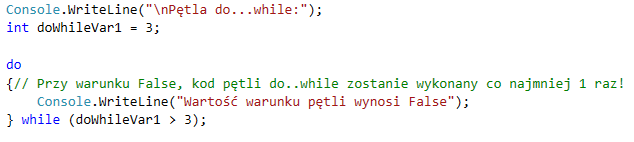 Console.WriteLine("\nPętla do...while:");
int doWhileVar1 = 3;

do
{// Przy warunku False, kod pętli do..while zostanie wykonany co najmniej 1 raz!
    Console.WriteLine("Wartość warunku pętli wynosi False");
} while (doWhileVar1 > 3);